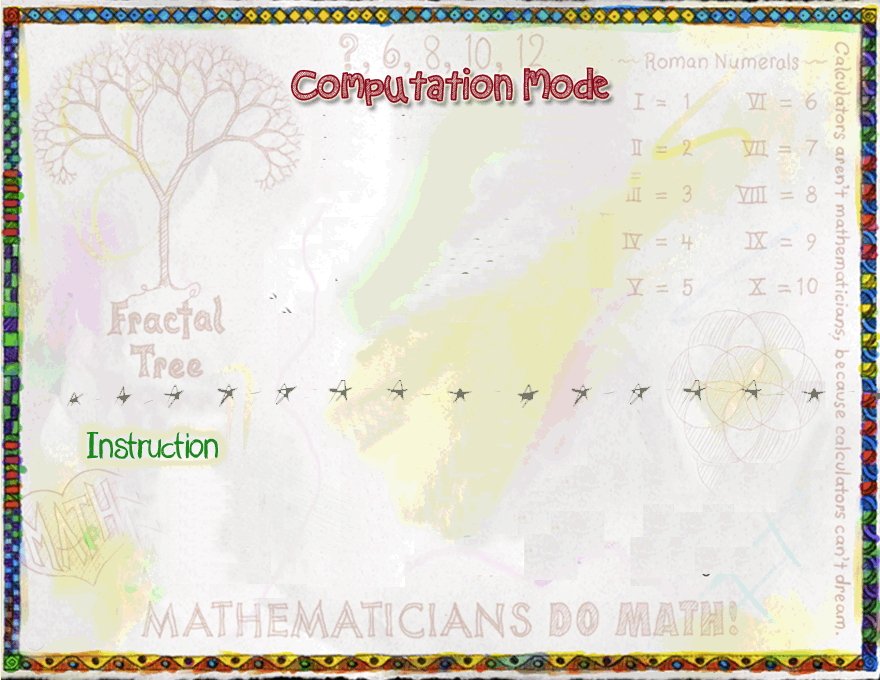 ?, 6, 8, 10, 12
Computation Mode
~~ Roman Numerals ~~
I = 1 VI = 6
II = 2 VII = 7
III = 3 VIII = 8
IV = 4 IX = 9
V = 5 X = 10
Calculators aren't mathematicians, because calculators can't dream.
Fractal
Tree
Instruction
MATH
MATHEMATICIANS DO MATH!